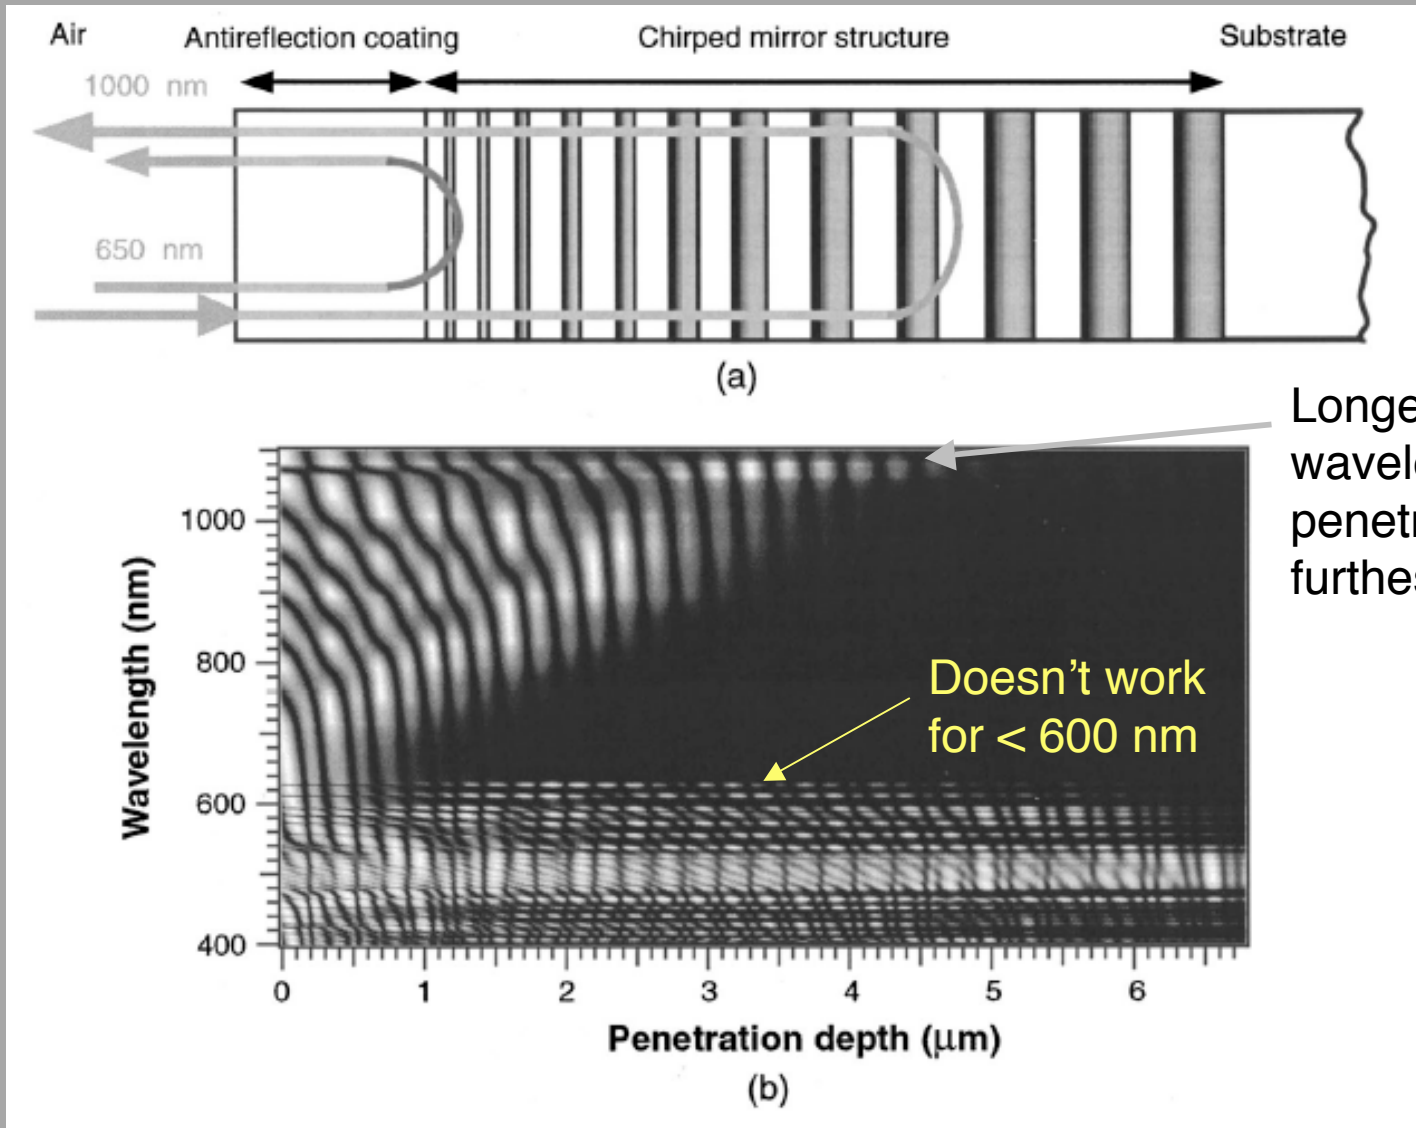 Air
Antireflection coating
Chirped mirror structure
Substrate
1000 nm
650 nm
(a)
Doesn't work
for < 600 nm
Wavelength (nm)
1000
800
600
400
0 1 2 3 4 5 6
Penetration depth (μm)
(b)